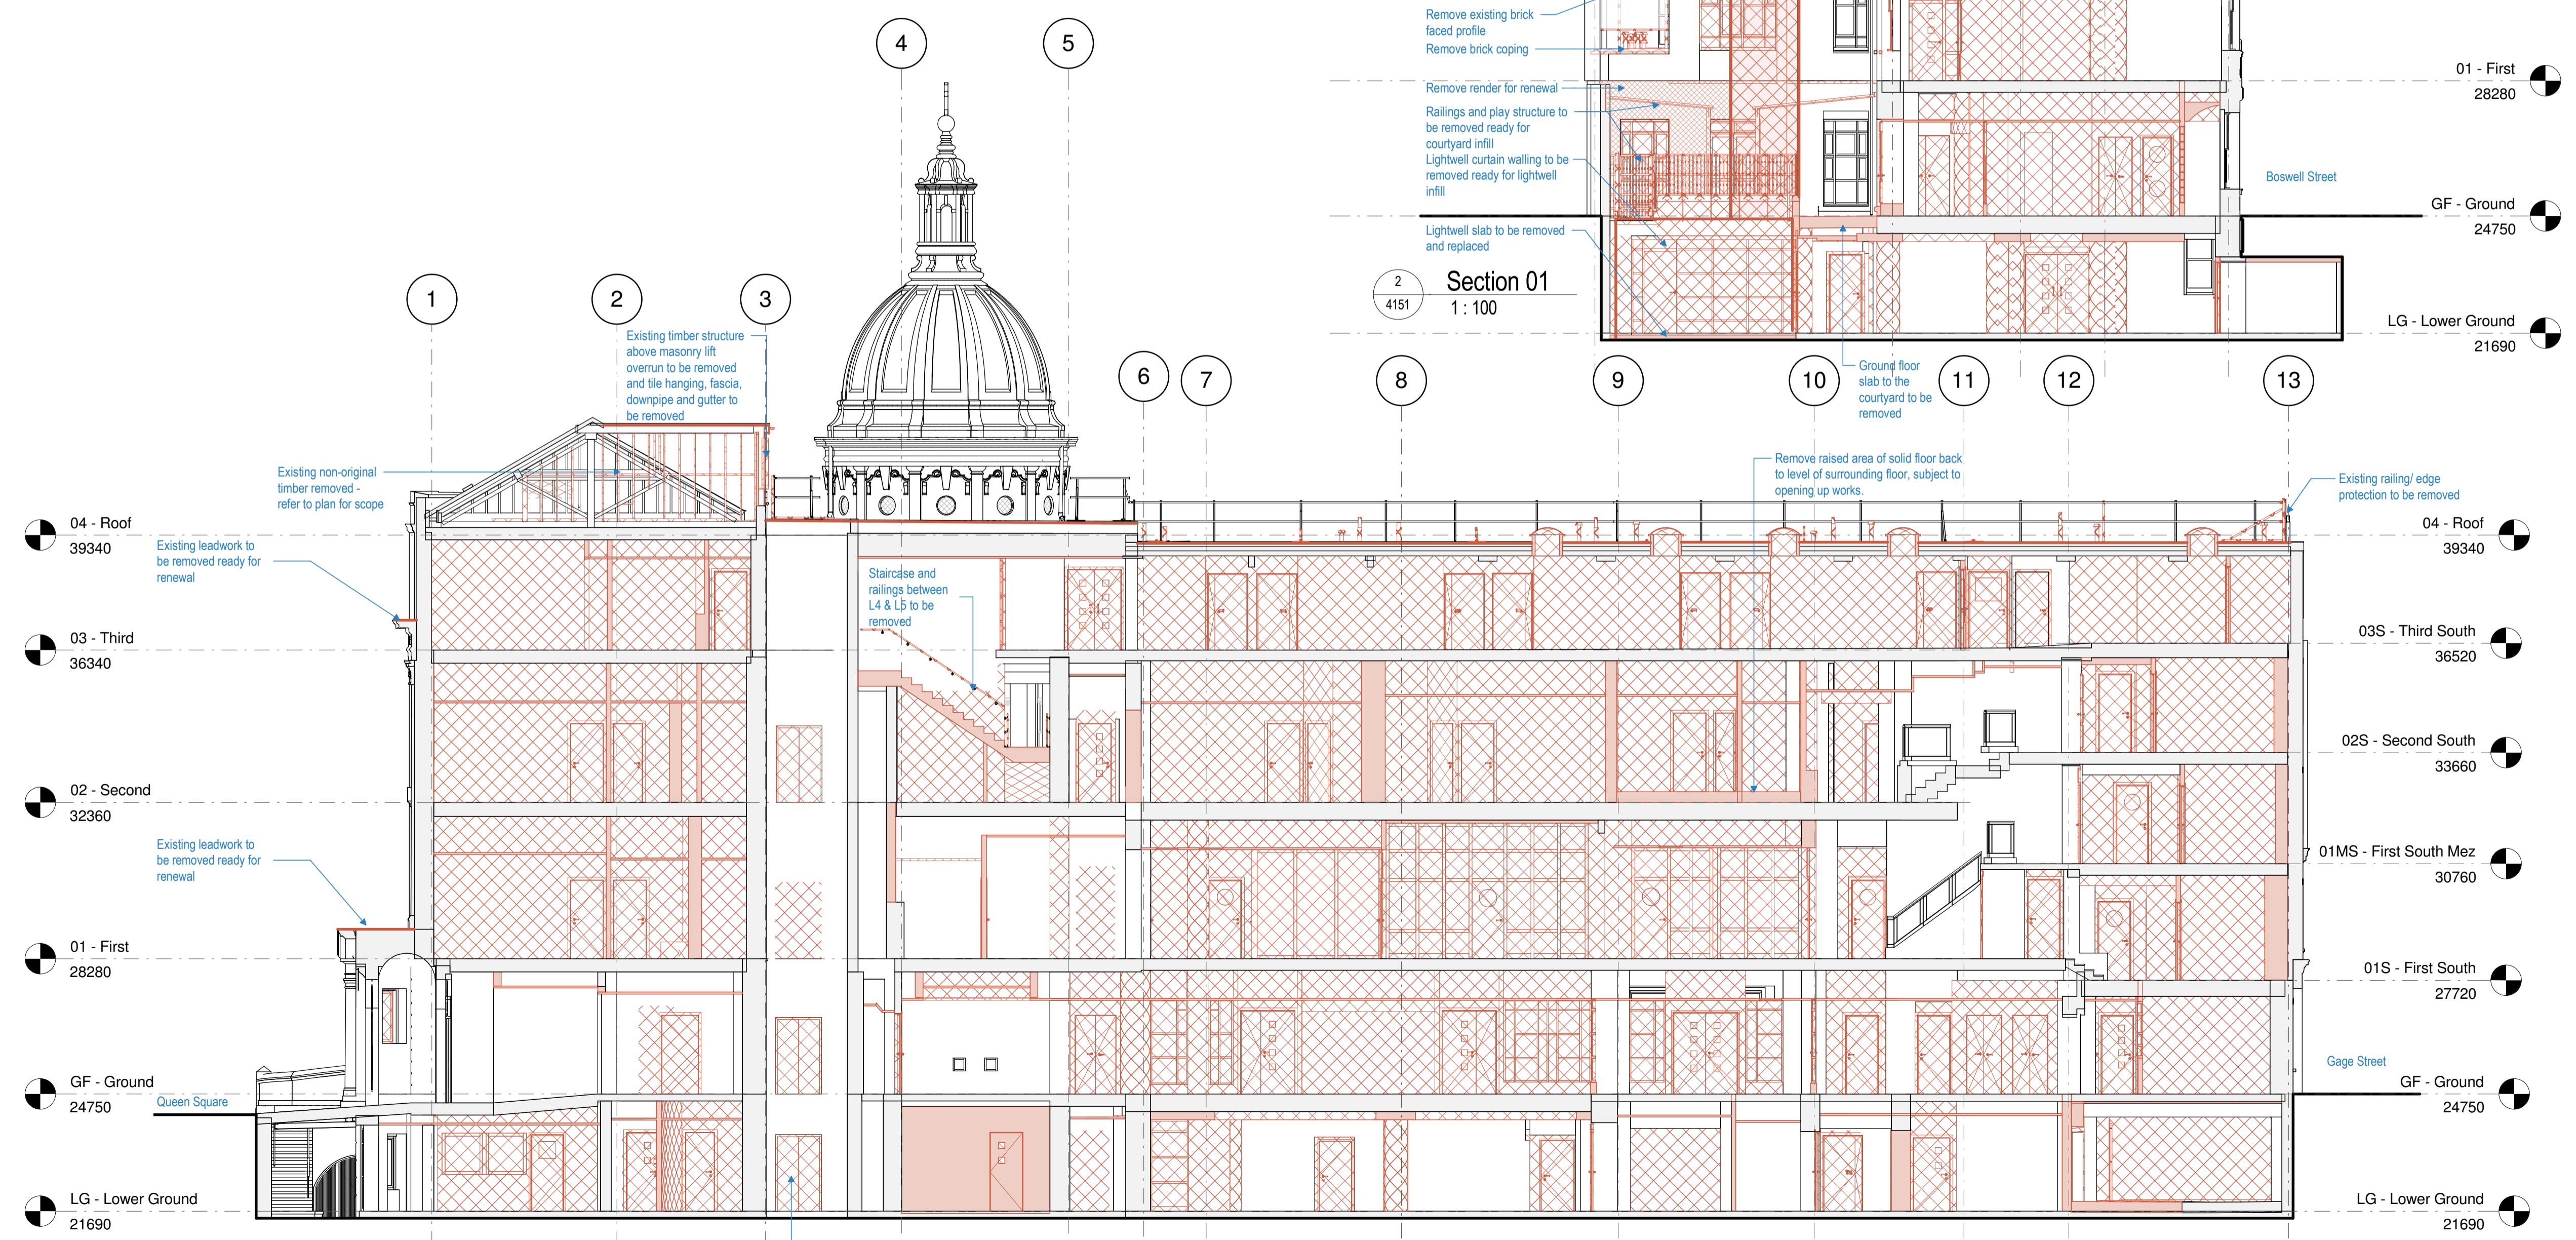 Remove existing brick
faced profile
Remove brick coping
Remove render for renewal
Railings and play structure to
be removed ready for
courtyard infill
Lightwell curtain walling to be
removed ready for lightwell
infill
Lightwell slab to be removed
and replaced
01 - First
28280
Boswell Street
GF - Ground
24750
LG - Lower Ground
21690
2
4151
Section 01
1 : 100
Ground floor
slab to the
courtyard to be
removed
1
2
3
4
5
6
7
8
9
10
11
12
13
Existing timber structure
above masonry lift
overrun to be removed
and tile hanging, fascia,
downpipe and gutter to
be removed
Existing non-original
timber removed -
refer to plan for scope
Remove raised area of solid floor back
to level of surrounding floor, subject to
opening up works.
Existing railing/ edge
protection to be removed
04 - Roof
39340
Existing leadwork to
be removed ready for
renewal
Staircase and
railings between
L4 & L5 to be
removed
03 - Third
36340
02 - Second
32360
Existing leadwork to
be removed ready for
renewal
01 - First
28280
GF - Ground
24750
Queen Square
LG - Lower Ground
21690
04 - Roof
39340
03S - Third South
36520
02S - Second South
33660
01MS - First South Mez
30760
01S - First South
27720
Gage Street
GF - Ground
24750
LG - Lower Ground
21690